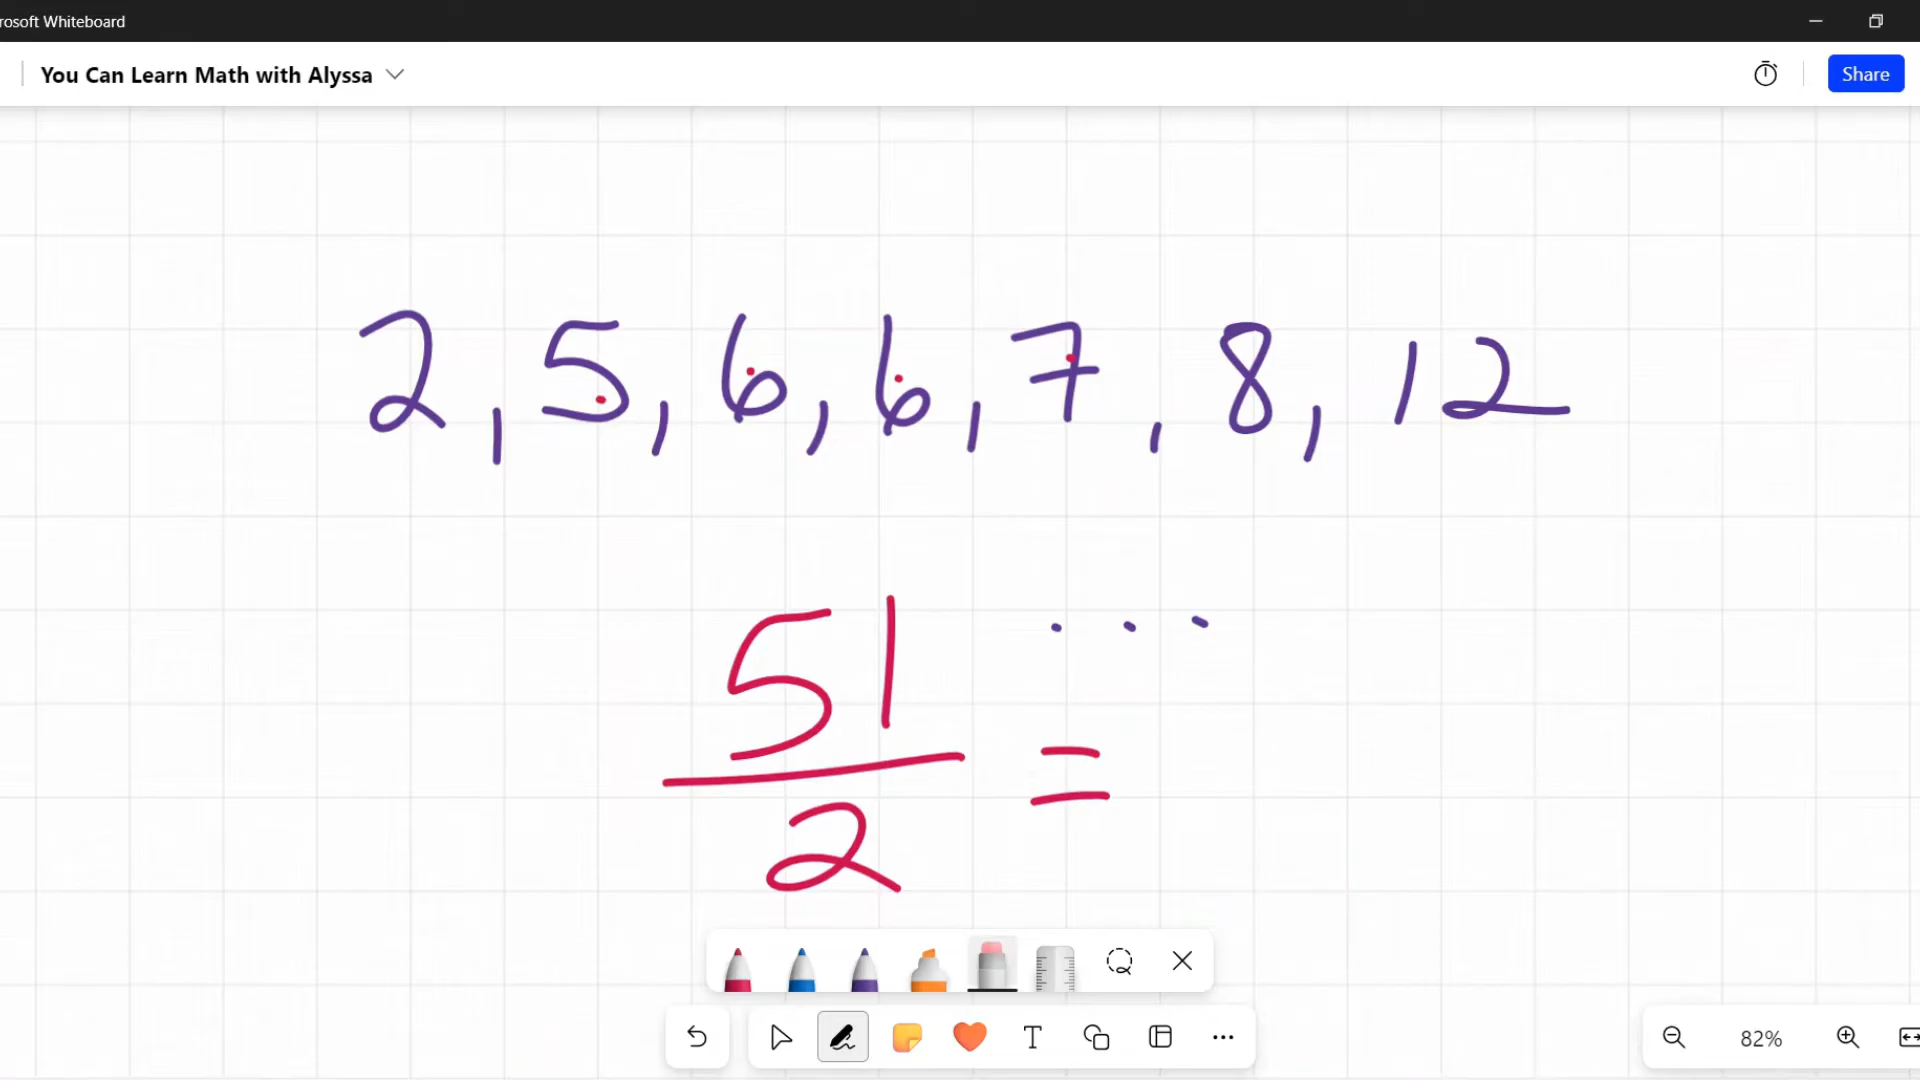 rosoft Whiteboard
You Can Learn Math with Alyssa
Share
2, 5, 6, 6, 7, 8, 12
51
=
2
T
82%